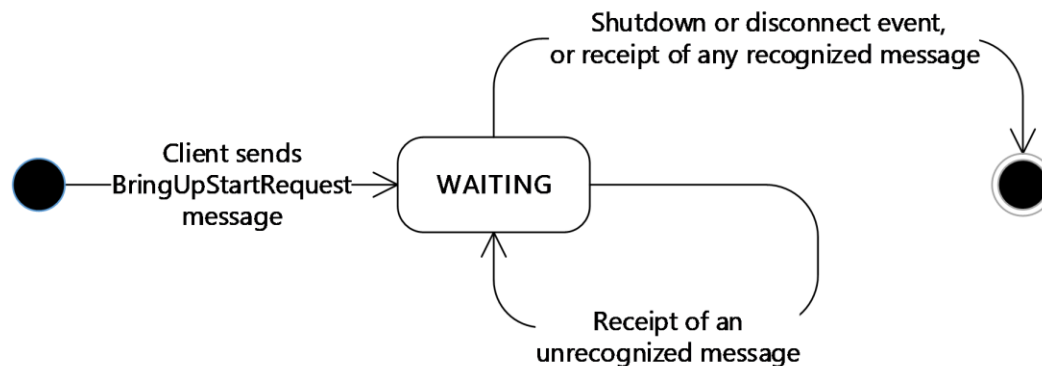 Shutdown or disconnect event,
or receipt of any recognized message
Client sends
BringUpStartRequest
message
WAITING
Receipt of an
unrecognized message